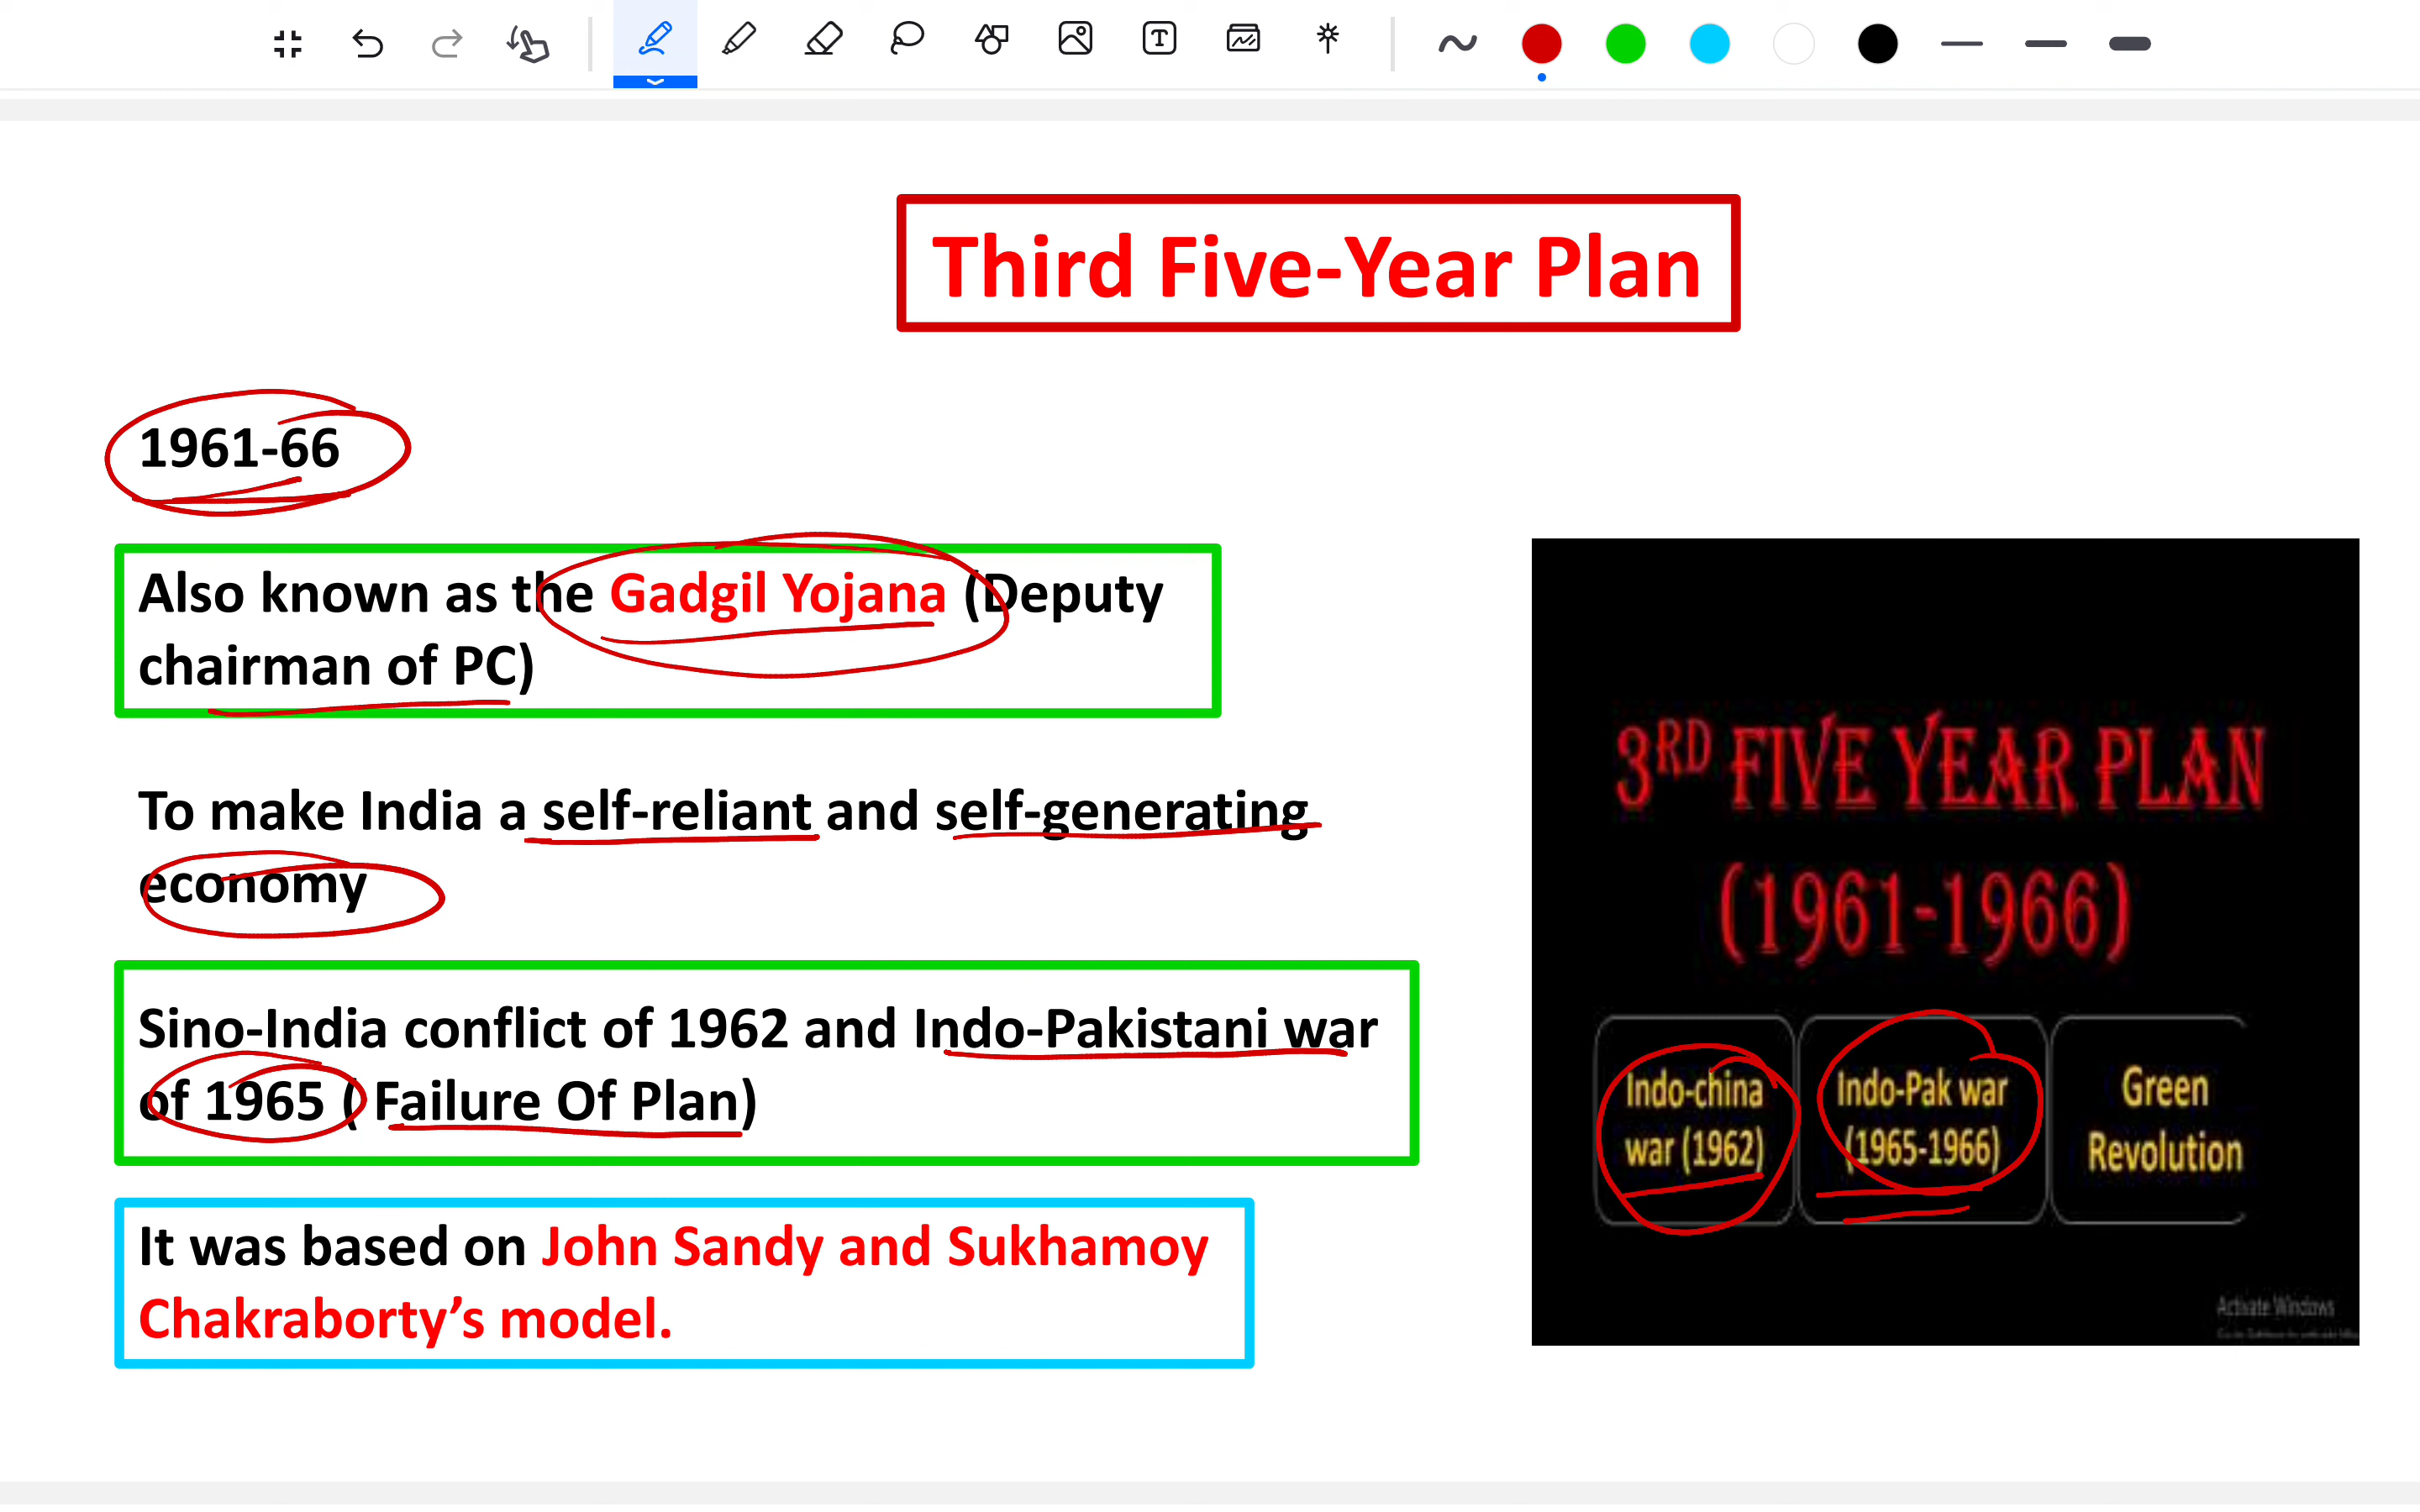 Third Five-Year Plan
1961-66
Also known as the Gadgil Yojana (Deputy
chairman of PC)
To make India a self-reliant and self-generating
economy
Sino-India conflict of 1962 and Indo-Pakistani war
of 1965 ( Failure Of Plan)
It was based on John Sandy and Sukhamoy
Chakraborty’s model.
3RD FIVE YEAR PLAN
(1961-1966)
Indo-china
war (1962)
Indo-Pak war
(1965-1966)
Green
Revolution
Activate Windows